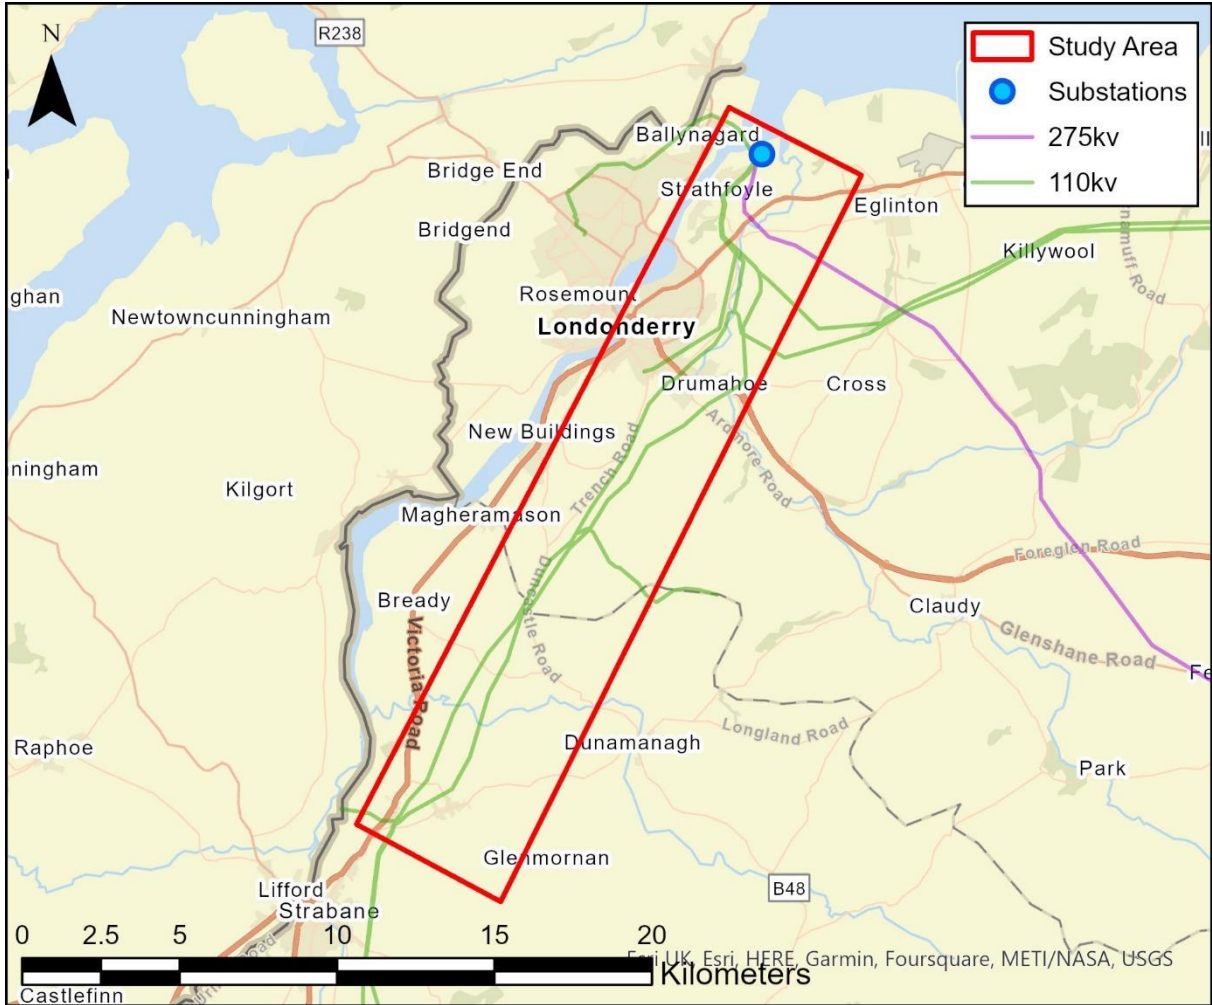 N
R238
Study Area
Substations
275kv
110kv
Ballynagard
Bridge End
Strathfoyle
Eglinton
Bridgend
Killywool
Rosemount
Newtowncunningham
Londonderry
Drumahoe
Cross
New Buildings
Ardmore Road
Trench Road
Kilgort
Magheramason
Foreglen Road
Bready
Claudy
Victoria Road
Glenshane Road
Raphoe
Dunamanagh
Longland Road
Park
Glenmornan
Lifford
B48
Strabane
0 2.5 5 10 15 20
Kilometers
Esri UK, Esri, HERE, Garmin, Foursquare, METI/NASA, USGS
Castlefinn